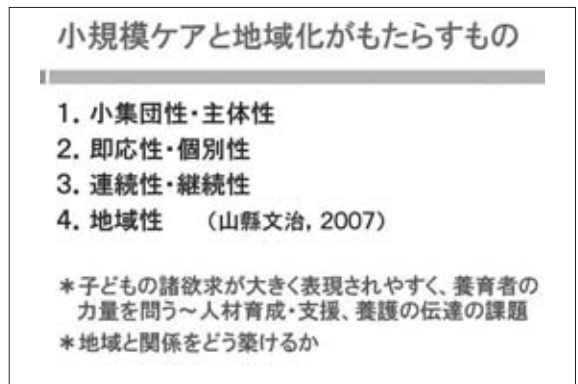 小規模ケアと地域化がもたらすもの
1. 小集団性・主体性
2. 即応性・個別性
3. 連続性・継続性
4. 地域性　（山縣文治, 2007）
＊子どもの諸欲求が大きく表現されやすく、養育者の
力量を問う～人材育成・支援、養護の伝達の課題
＊地域と関係をどう築けるか